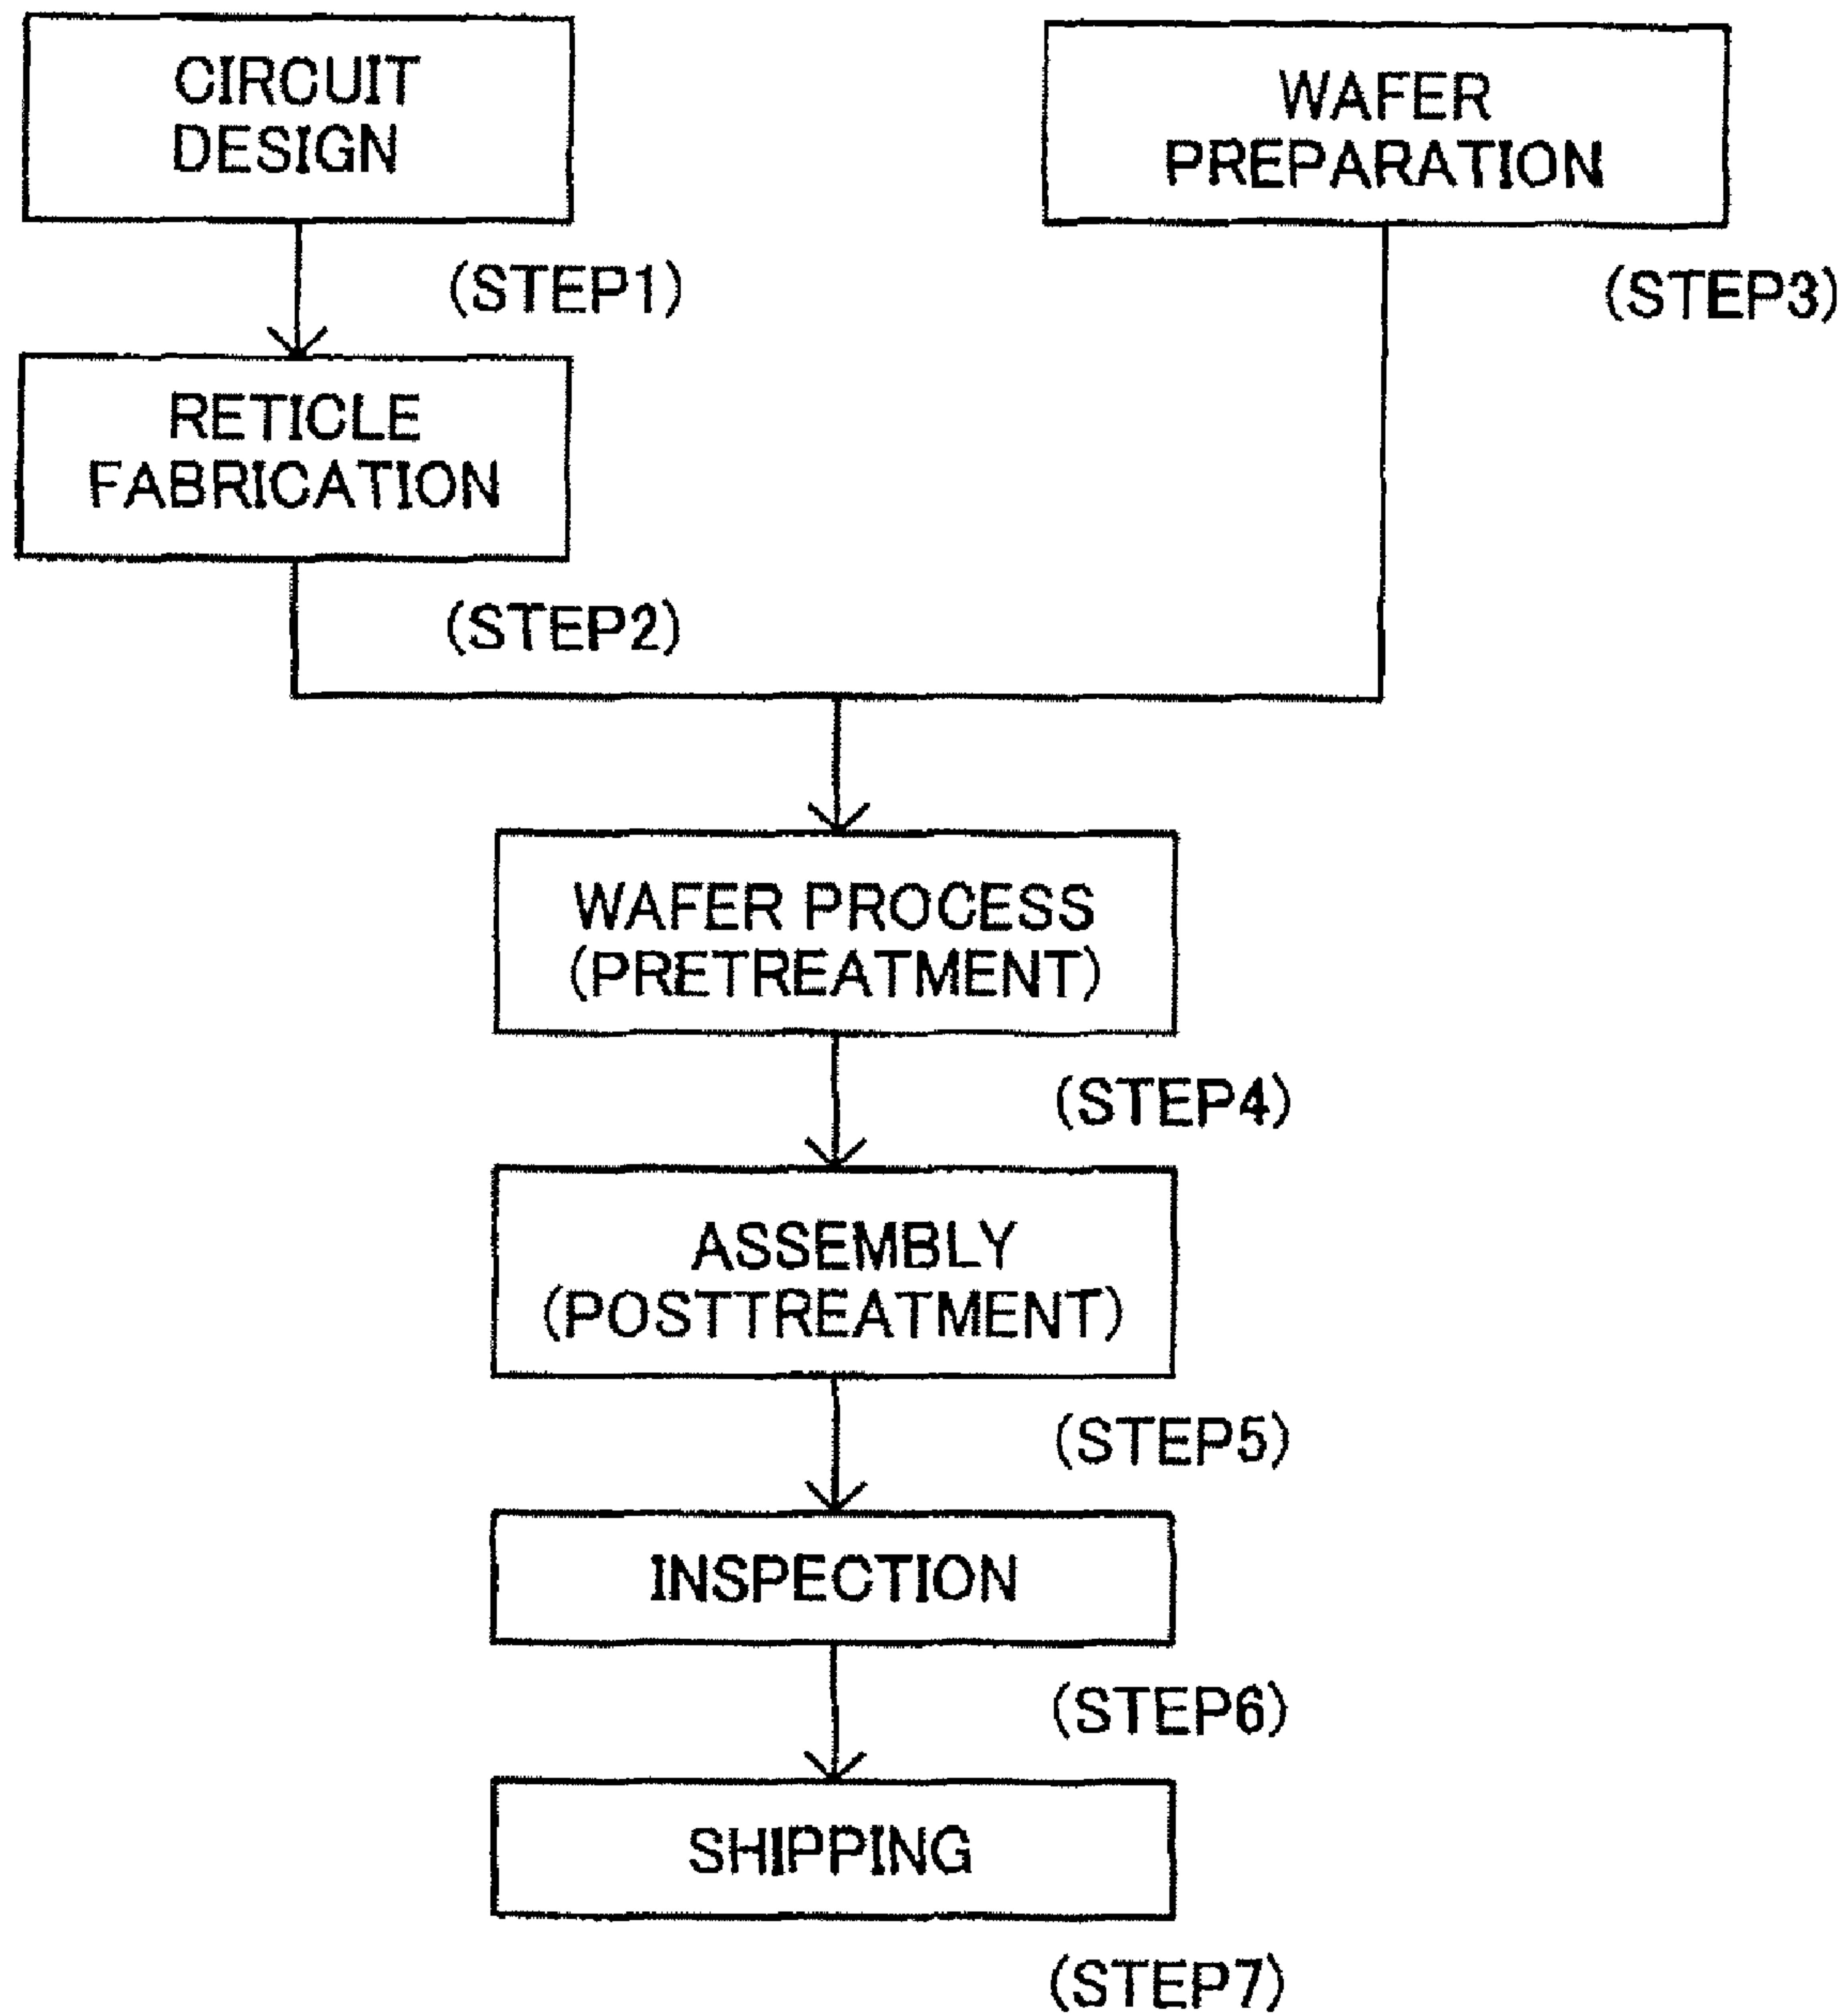 CIRCUIT
DESIGN
(STEP1)
RETICLE
FABRICATION
(STEP2)
WAFER
PREPARATION
(STEP3)
WAFER PROCESS
(PRETREATMENT)
(STEP4)
ASSEMBLY
(POSTTREATMENT)
(STEP5)
INSPECTION
(STEP6)
SHIPPING
(STEP7)